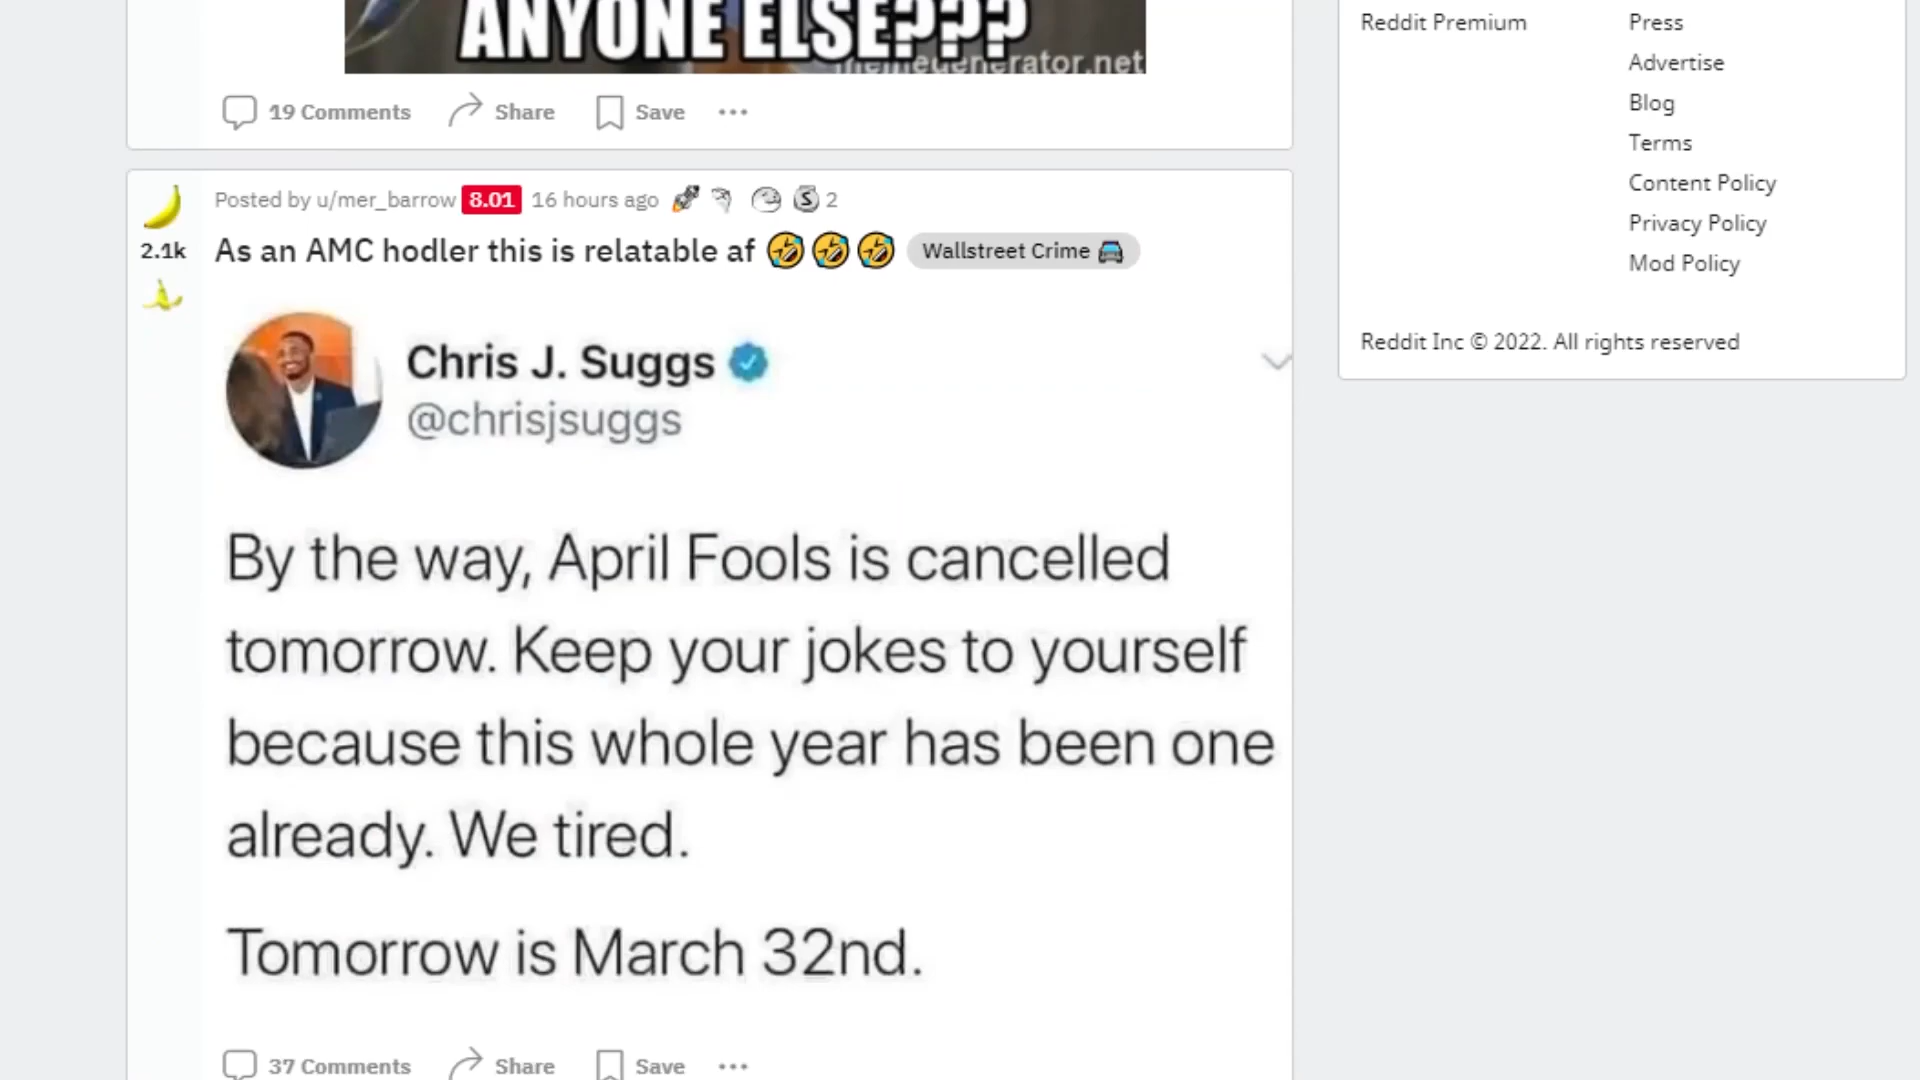 ANYONE ELSE???
memegenerator.net
19 Comments Share Save
Posted by u/mer_barrow 8.01 16 hours ago 2
2.1k
As an AMC hodler this is relatable af 🤣🤣🤣 Wallstreet Crime 🚘
Chris J. Suggs
@chrisjsuggs
By the way, April Fools is cancelled
tomorrow. Keep your jokes to yourself
because this whole year has been one
already. We tired.
Tomorrow is March 32nd.
37 Comments Share Save
Reddit Premium
Press
Advertise
Blog
Terms
Content Policy
Privacy Policy
Mod Policy
Reddit Inc © 2022. All rights reserved